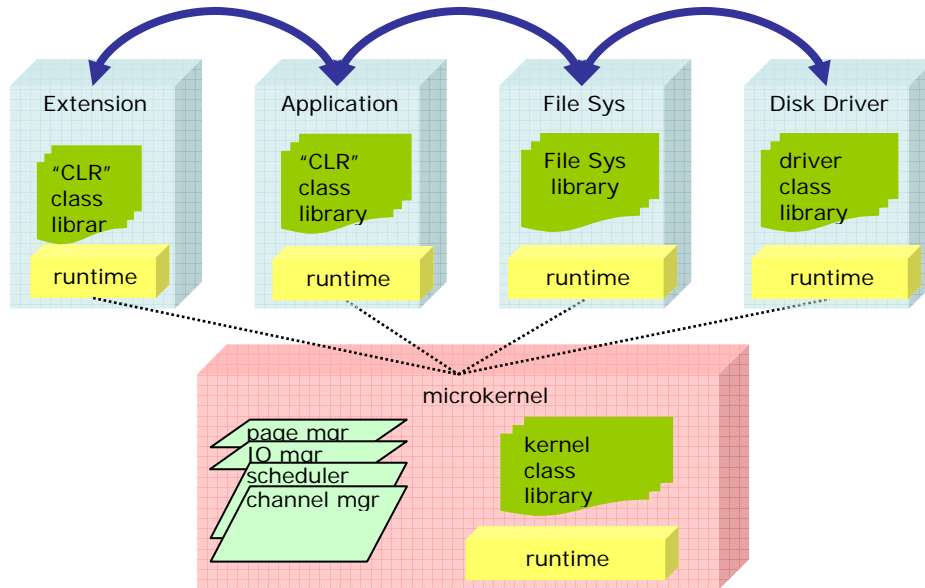 Extension
"CLR"
class
librar
runtime
Application
"CLR"
class
library
runtime
File Sys
File Sys
library
runtime
Disk Driver
driver
class
library
runtime
microkernel
page mgr
IO mgr
scheduler
channel mgr
kernel
class
library
runtime